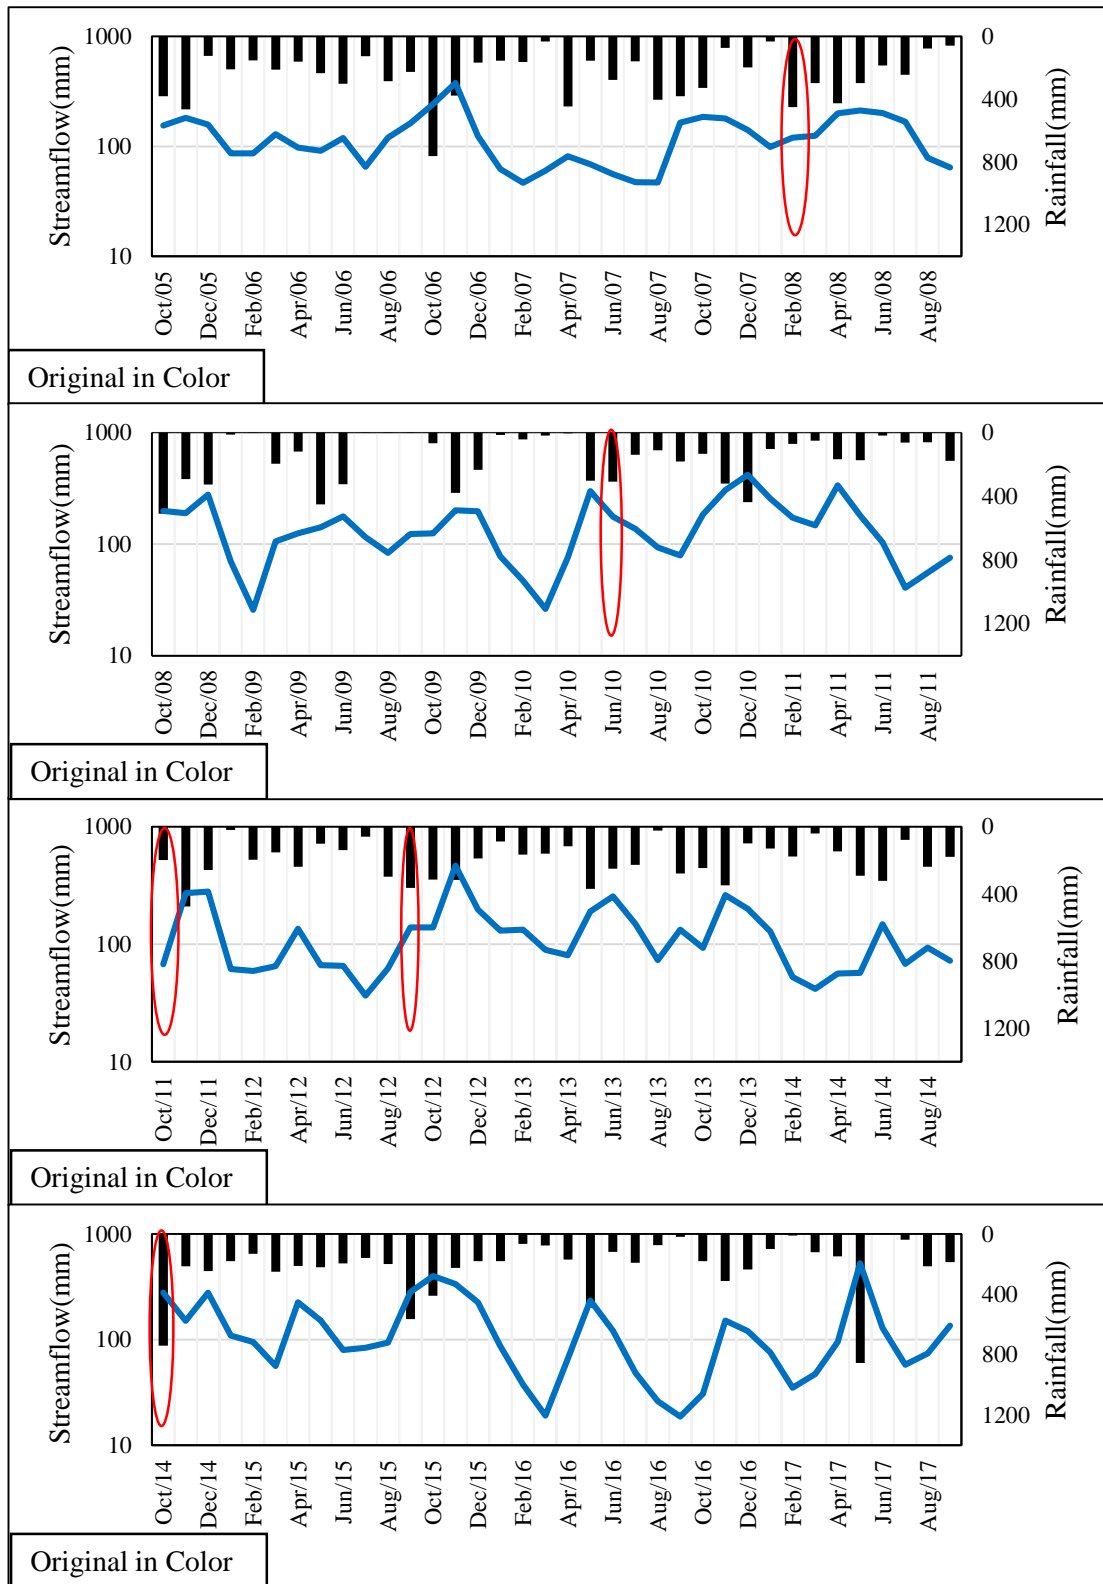 Streamflow(mm)
1000
100
10
0
400
800
1200
Rainfall(mm)
Oct/05
Dec/05
Feb/06
Apr/06
Jun/06
Aug/06
Oct/06
Dec/06
Feb/07
Apr/07
Jun/07
Aug/07
Oct/07
Dec/07
Feb/08
Apr/08
Jun/08
Aug/08
Original in Color
Streamflow(mm)
1000
100
10
0
400
800
1200
Rainfall(mm)
Oct/08
Dec/08
Feb/09
Apr/09
Jun/09
Aug/09
Oct/09
Dec/09
Feb/10
Apr/10
Jun/10
Aug/10
Oct/10
Dec/10
Feb/11
Apr/11
Jun/11
Aug/11
Original in Color
Streamflow(mm)
1000
100
10
0
400
800
1200
Rainfall(mm)
Oct/11
Dec/11
Feb/12
Apr/12
Jun/12
Aug/12
Oct/12
Dec/12
Feb/13
Apr/13
Jun/13
Aug/13
Oct/13
Dec/13
Feb/14
Apr/14
Jun/14
Aug/14
Original in Color
Streamflow(mm)
1000
100
10
0
400
800
1200
Rainfall(mm)
Oct/14
Dec/14
Feb/15
Apr/15
Jun/15
Aug/15
Oct/15
Dec/15
Feb/16
Apr/16
Jun/16
Aug/16
Oct/16
Dec/16
Feb/17
Apr/17
Jun/17
Aug/17
Original in Color